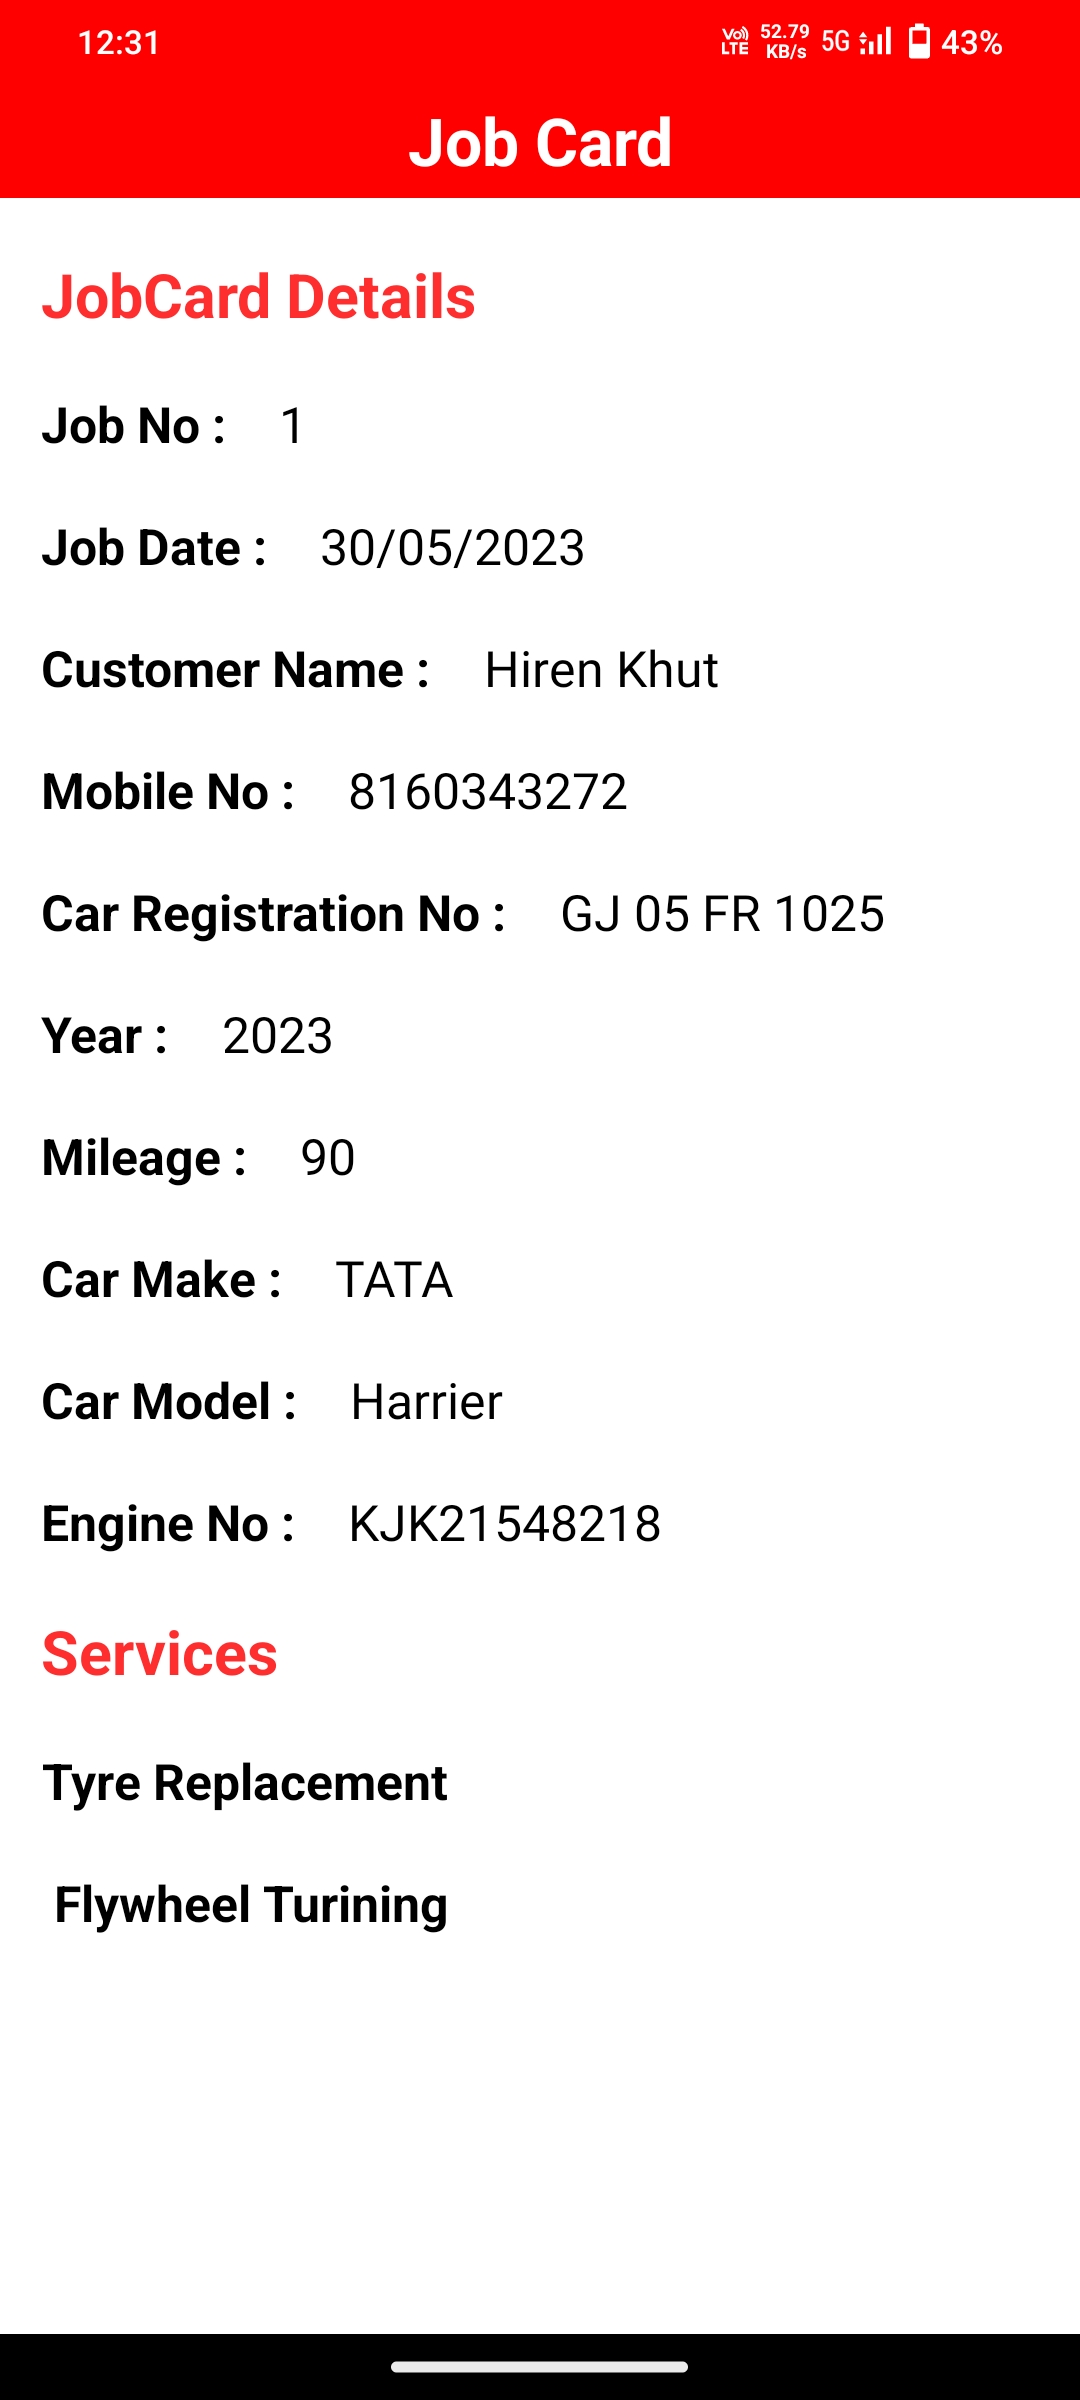 12:31 Vo) LTE 52.79 KB/s 5G 43%
Job Card
JobCard Details
Job No : 1
Job Date : 30/05/2023
Customer Name : Hiren Khut
Mobile No : 8160343272
Car Registration No : GJ 05 FR 1025
Year : 2023
Mileage : 90
Car Make : TATA
Car Model : Harrier
Engine No : KJK21548218
Services
Tyre Replacement
Flywheel Turining